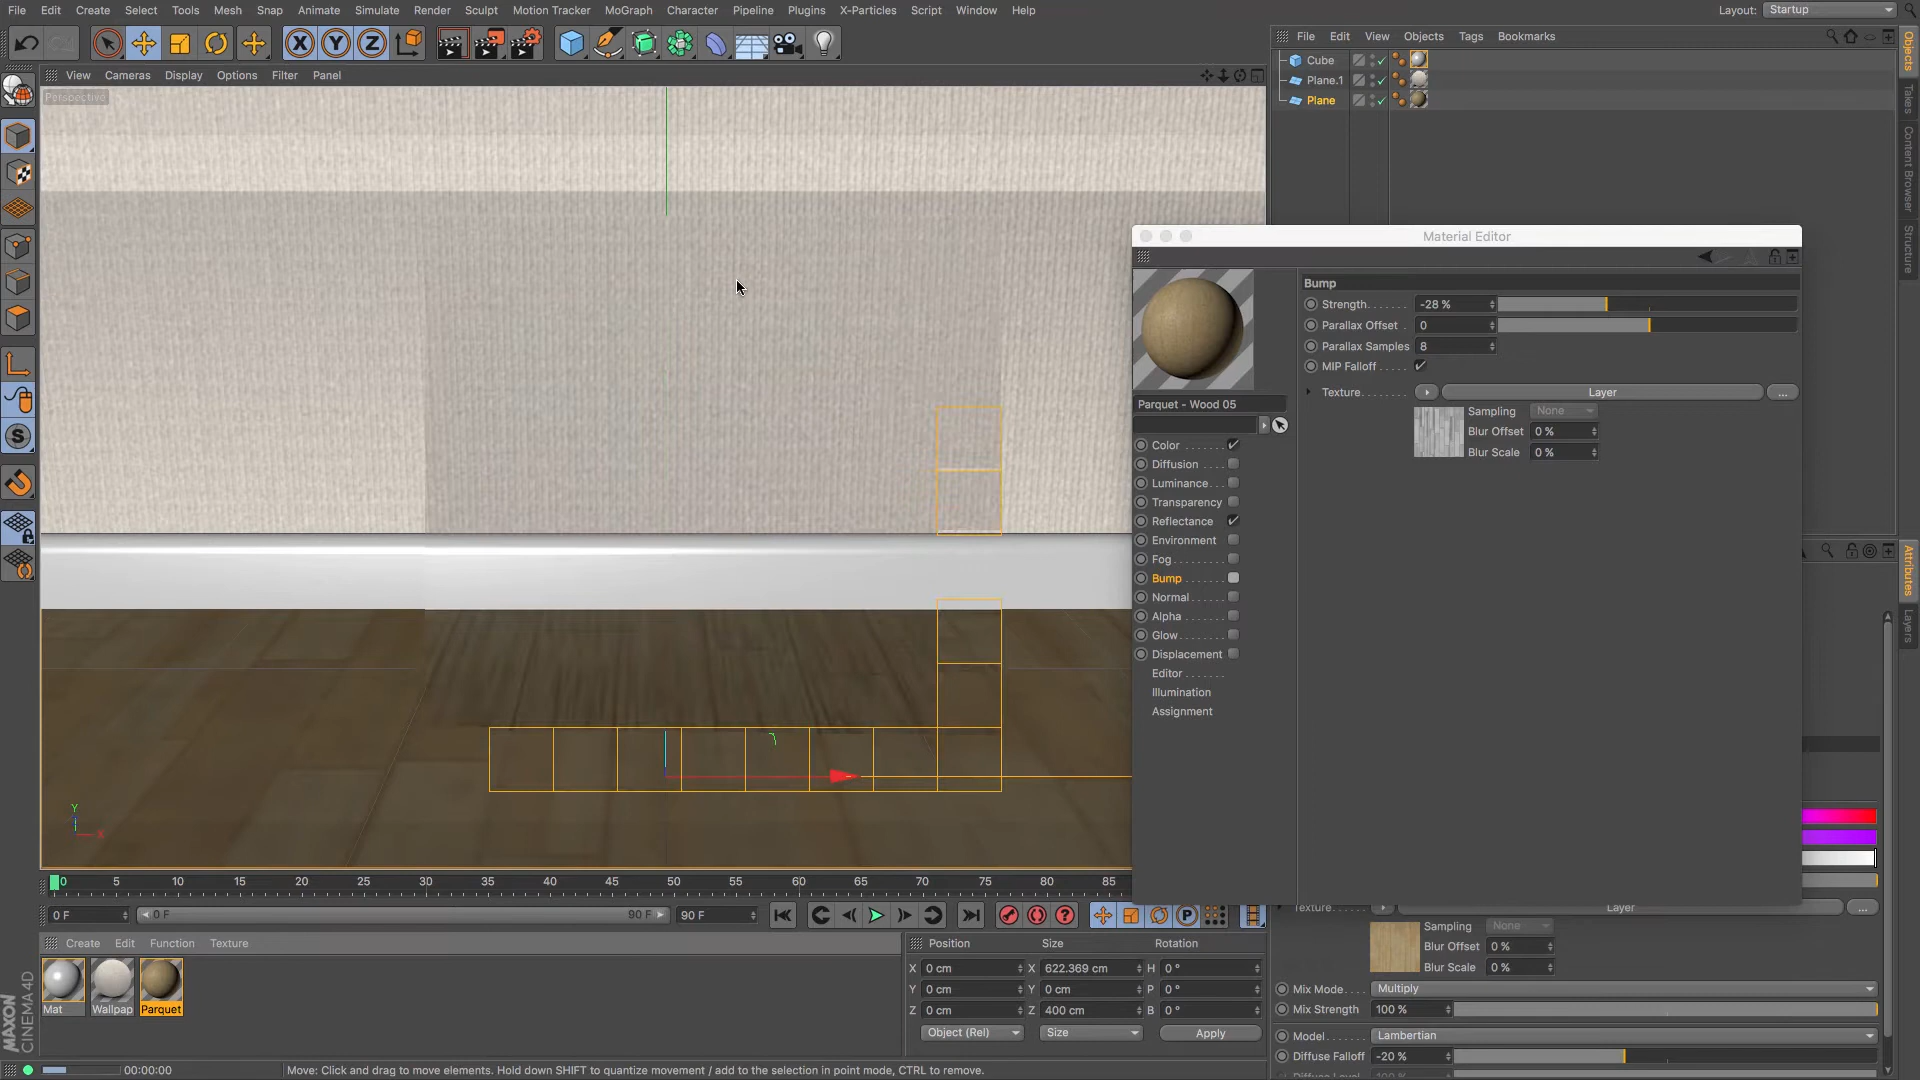 File Edit Create Select Tools Mesh Snap Animate Simulate Render Sculpt Motion Tracker MoGraph Character Pipeline Plugins X-Particles Script Window Help Layout: Startup
File Edit View Objects Tags Bookmarks
Objects
Takes
Content Browser
Structure
Cube
Plane.1
Plane
View Cameras Display Options Filter Panel
Perspective
Material Editor
Bump
Strength -28 %
Parallax Offset 0
Parallax Samples 8
MIP Falloff
Texture Layer ...
Sampling None
Blur Offset 0 %
Blur Scale 0 %
Parquet - Wood 05
Color
Diffusion
Luminance
Transparency
Reflectance
Environment
Fog
Bump
Normal
Alpha
Glow
Displacement
Editor
Illumination
Assignment
Attributes
Layers
Y
X
0 5 10 15 20 25 30 35 40 45 50 55 60 65 70 75 80 85
0 F 0 F 90 F 90 F
P
Texture Layer ...
Sampling None
Blur Offset 0 %
Blur Scale 0 %
Mix Mode Multiply
Mix Strength 100 %
Model Lambertian
Diffuse Falloff -20 %
Create Edit Function Texture
Mat Wallpap Parquet
Position Size Rotation
X 0 cm X 622.369 cm H 0 °
Y 0 cm Y 0 cm P 0 °
Z 0 cm Z 400 cm B 0 °
Object (Rel) Size Apply
MAXON
CINEMA 4D
00:00:00 Move: Click and drag to move elements. Hold down SHIFT to quantize movement / add to the selection in point mode, CTRL to remove.